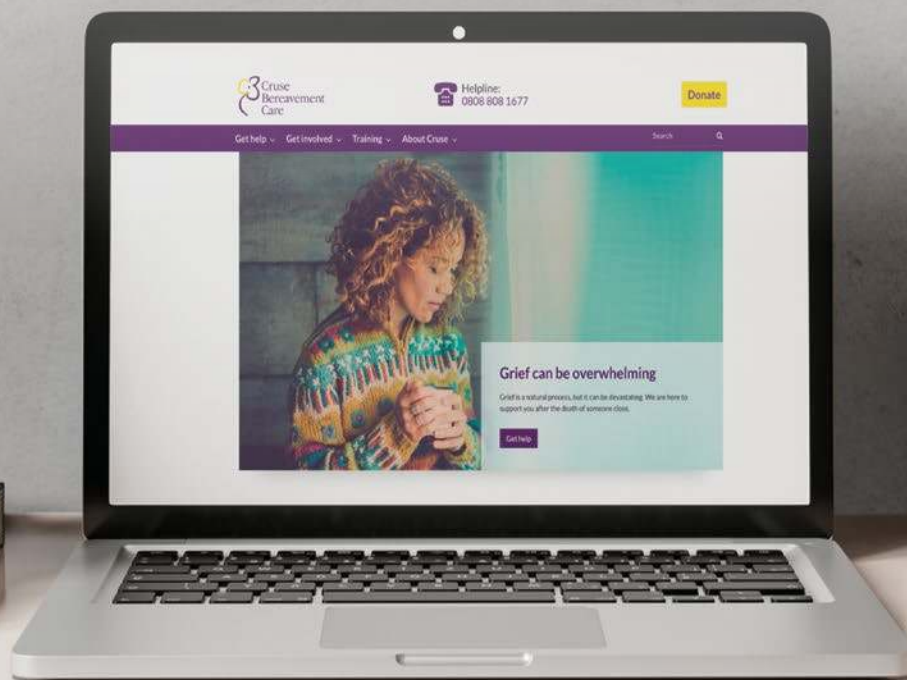 Cruse
Bereavement
Care
Helpline:
0808 808 1677
Donate
Get help
Get involved
Training
About Cruse
Search
Grief can be overwhelming
Grief is a natural process, but it can be devastating. We are here to
support you after the death of someone close.
Get help